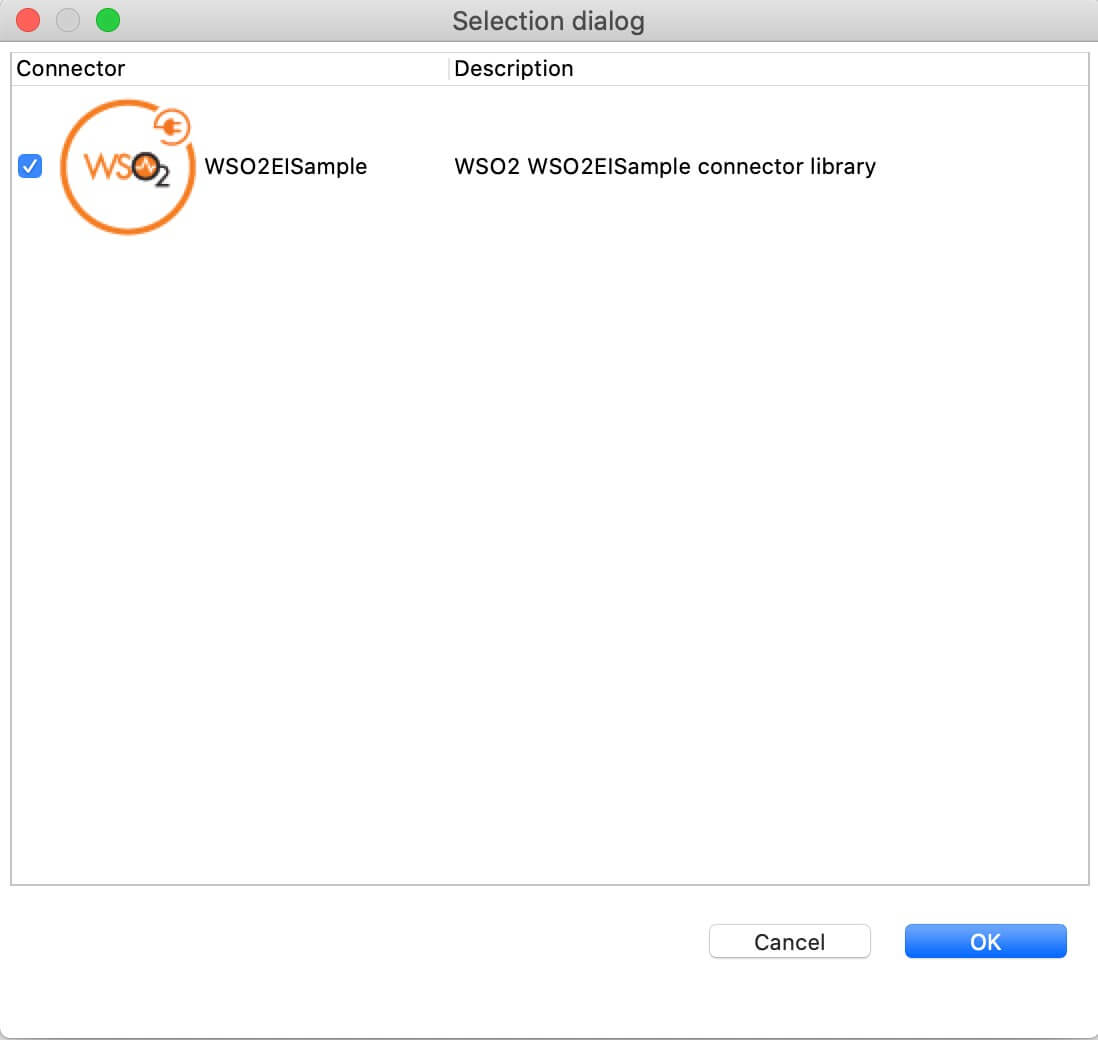 Selection dialog
Connector Description
WSO2 WSO2EISample WSO2 WSO2EISample connector library
Cancel OK